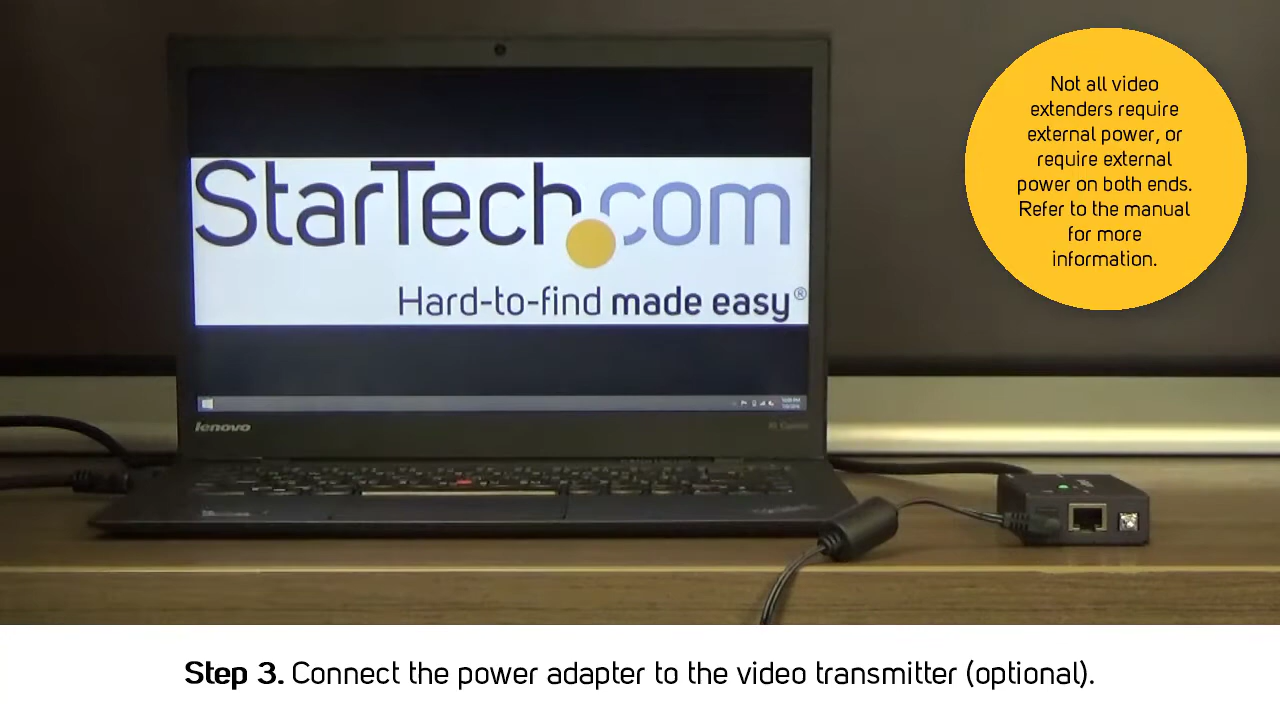 Not all video
extenders require
external power, or
require external
power on both ends.
Refer to the manual
for more
information.
StarTech.com
Hard-to-find made easy®
lenovo
Step 3. Connect the power adapter to the video transmitter (optional).